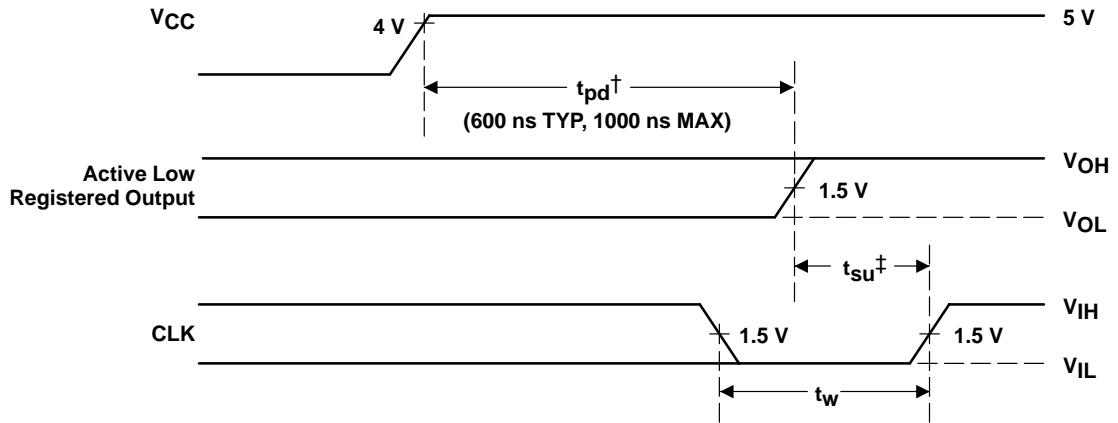 VCC
4 V
5 V
tpd†
(600 ns TYP, 1000 ns MAX)
Active Low
Registered Output
VOH
1.5 V
VOL
tsu‡
CLK
VIH
1.5 V
1.5 V
VIL
tw